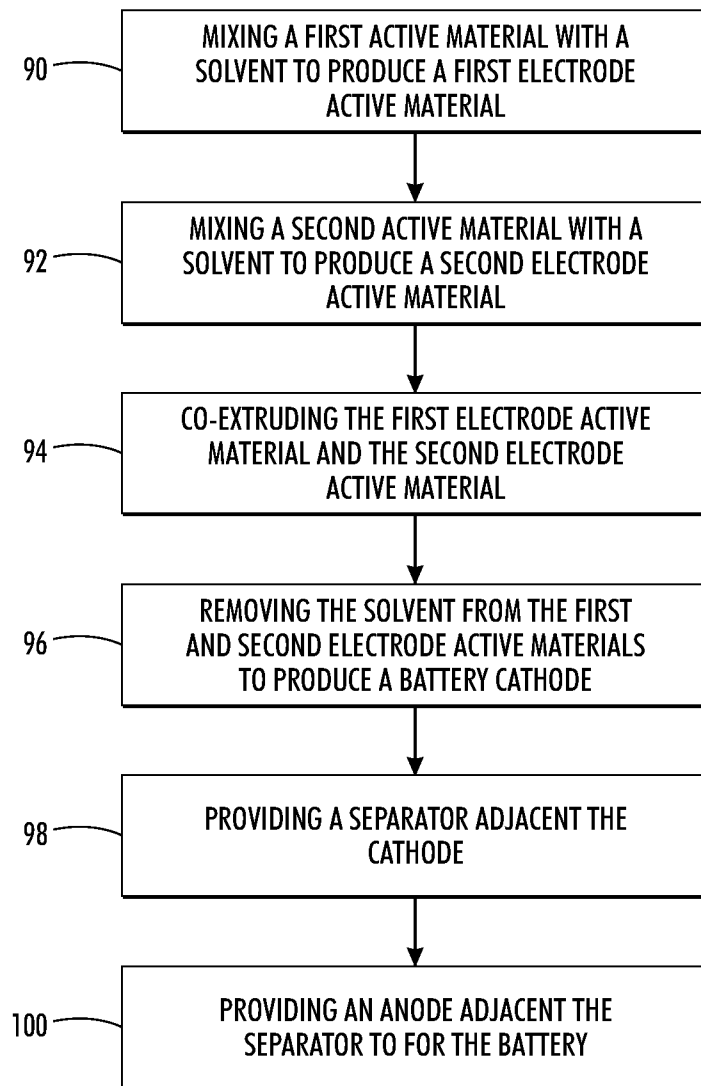 90
MIXING A FIRST ACTIVE MATERIAL WITH A
SOLVENT TO PRODUCE A FIRST ELECTRODE
ACTIVE MATERIAL
92
MIXING A SECOND ACTIVE MATERIAL WITH A
SOLVENT TO PRODUCE A SECOND ELECTRODE
ACTIVE MATERIAL
94
CO-EXTRUDING THE FIRST ELECTRODE ACTIVE
MATERIAL AND THE SECOND ELECTRODE
ACTIVE MATERIAL
96
REMOVING THE SOLVENT FROM THE FIRST
AND SECOND ELECTRODE ACTIVE MATERIALS
TO PRODUCE A BATTERY CATHODE
98
PROVIDING A SEPARATOR ADJACENT THE
CATHODE
100
PROVIDING AN ANODE ADJACENT THE
SEPARATOR TO FOR THE BATTERY